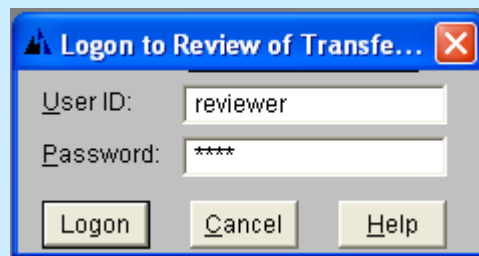 Logon to Review of Transfe...
User ID: reviewer
Password: ****
Logon Cancel Help